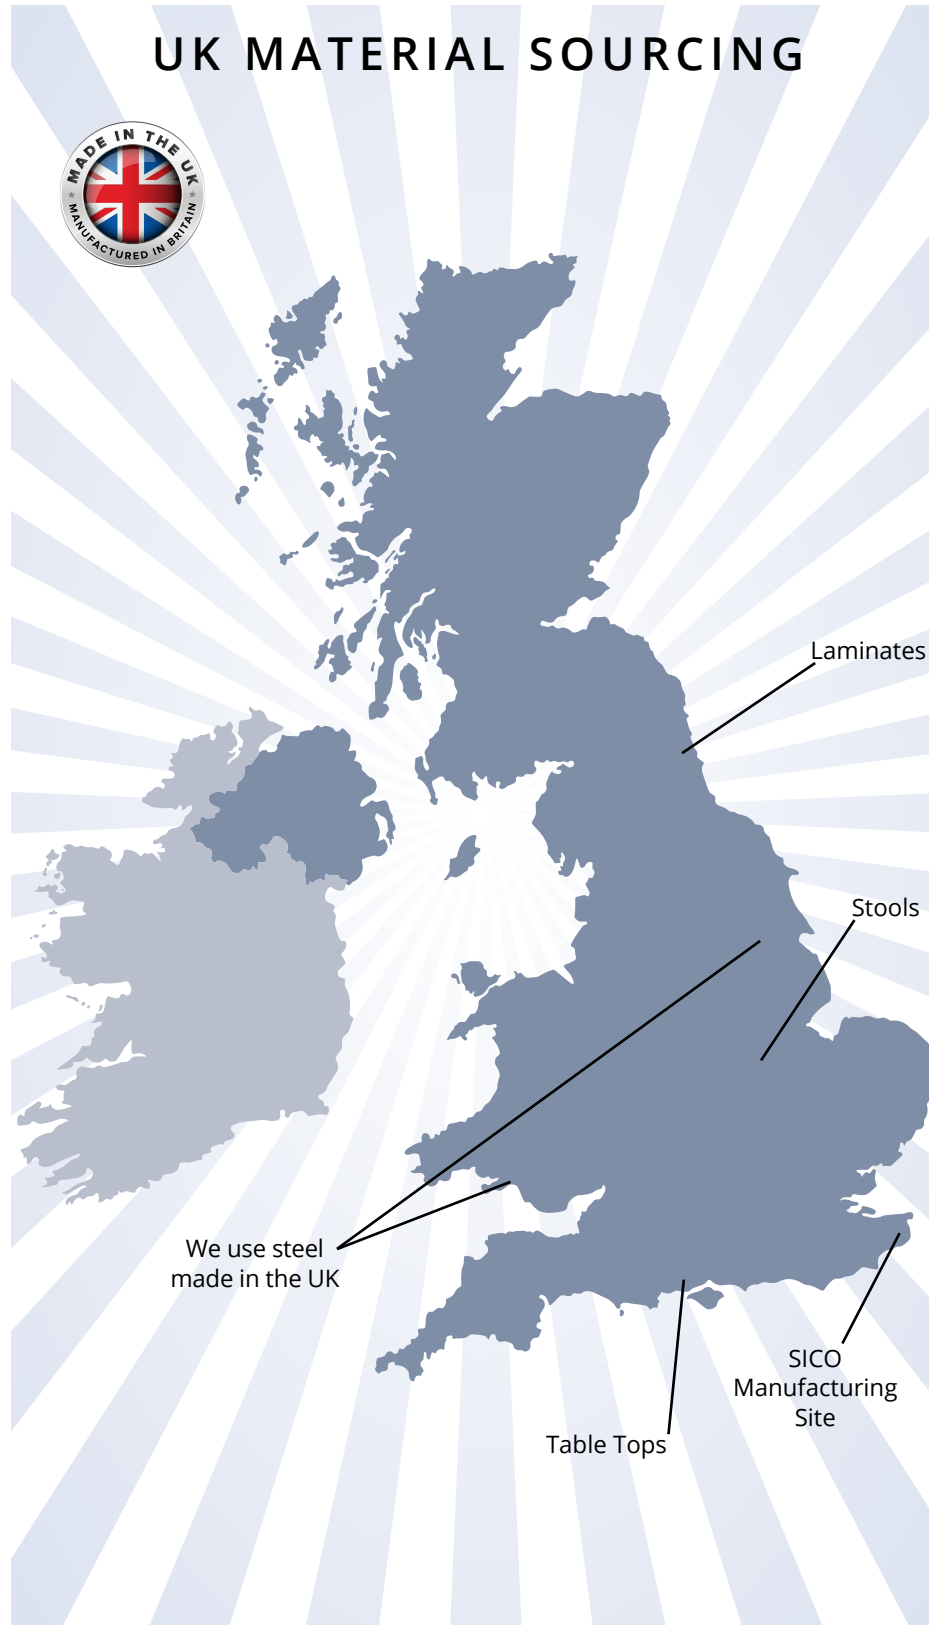 UK MATERIAL SOURCING
MADE IN THE UK
MANUFACTURED IN BRITAIN
Laminates
Stools
We use steel
made in the UK
SICO
Manufacturing
Site
Table Tops